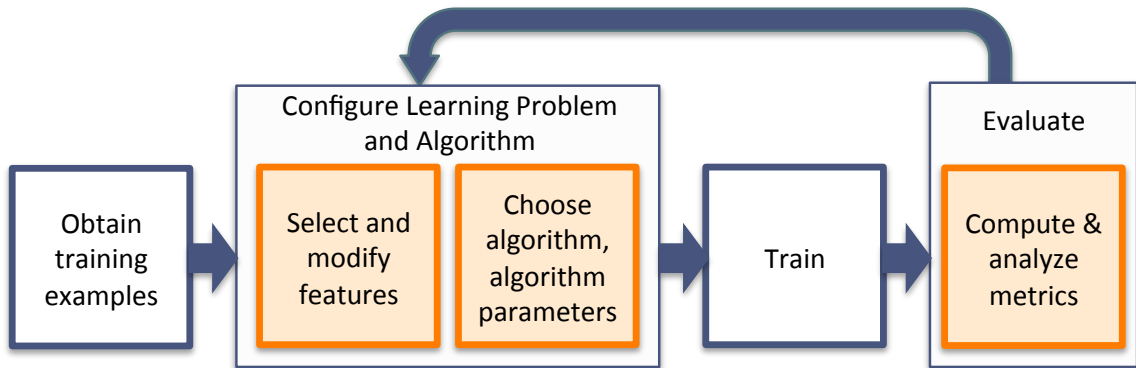 Configure Learning Problem
and Algorithm
Evaluate
Obtain
training
examples
Select and
modify
features
Choose
algorithm,
algorithm
parameters
Train
Compute &
analyze
metrics